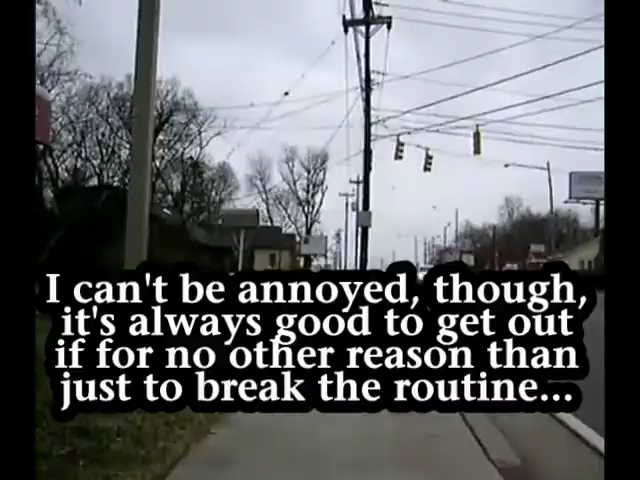 I can't be annoyed, though,
it's always good to get out
if for no other reason than
just to break the routine...